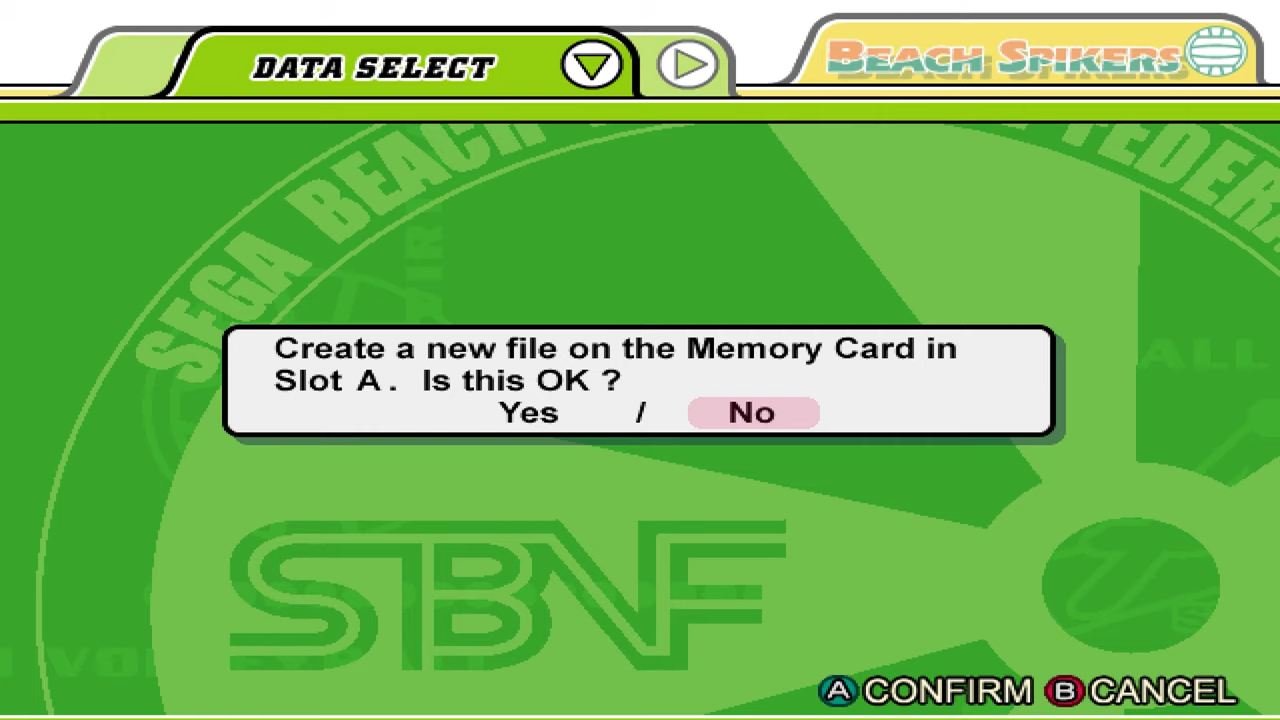 DATA SELECT
BEACH SPIKERS
SEGA BEACH
FEDERA
Create a new file on the Memory Card in
Slot A. Is this OK ?
Yes / No
SBVF
A CONFIRM B CANCEL